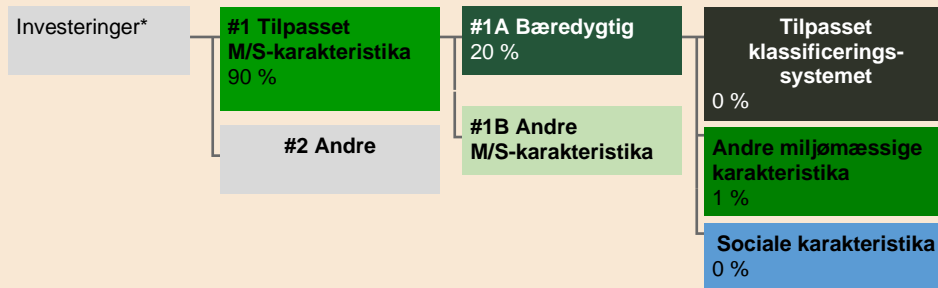 Investeringer*
#1 Tilpasset
M/S-karakteristika
90 %
#2 Andre
#1A Bæredygtig
20 %
#1B Andre
M/S-karakteristika
Tilpasset
klassificerings-
systemet
0 %
Andre miljømæssige
karakteristika
1 %
Sociale karakteristika
0 %